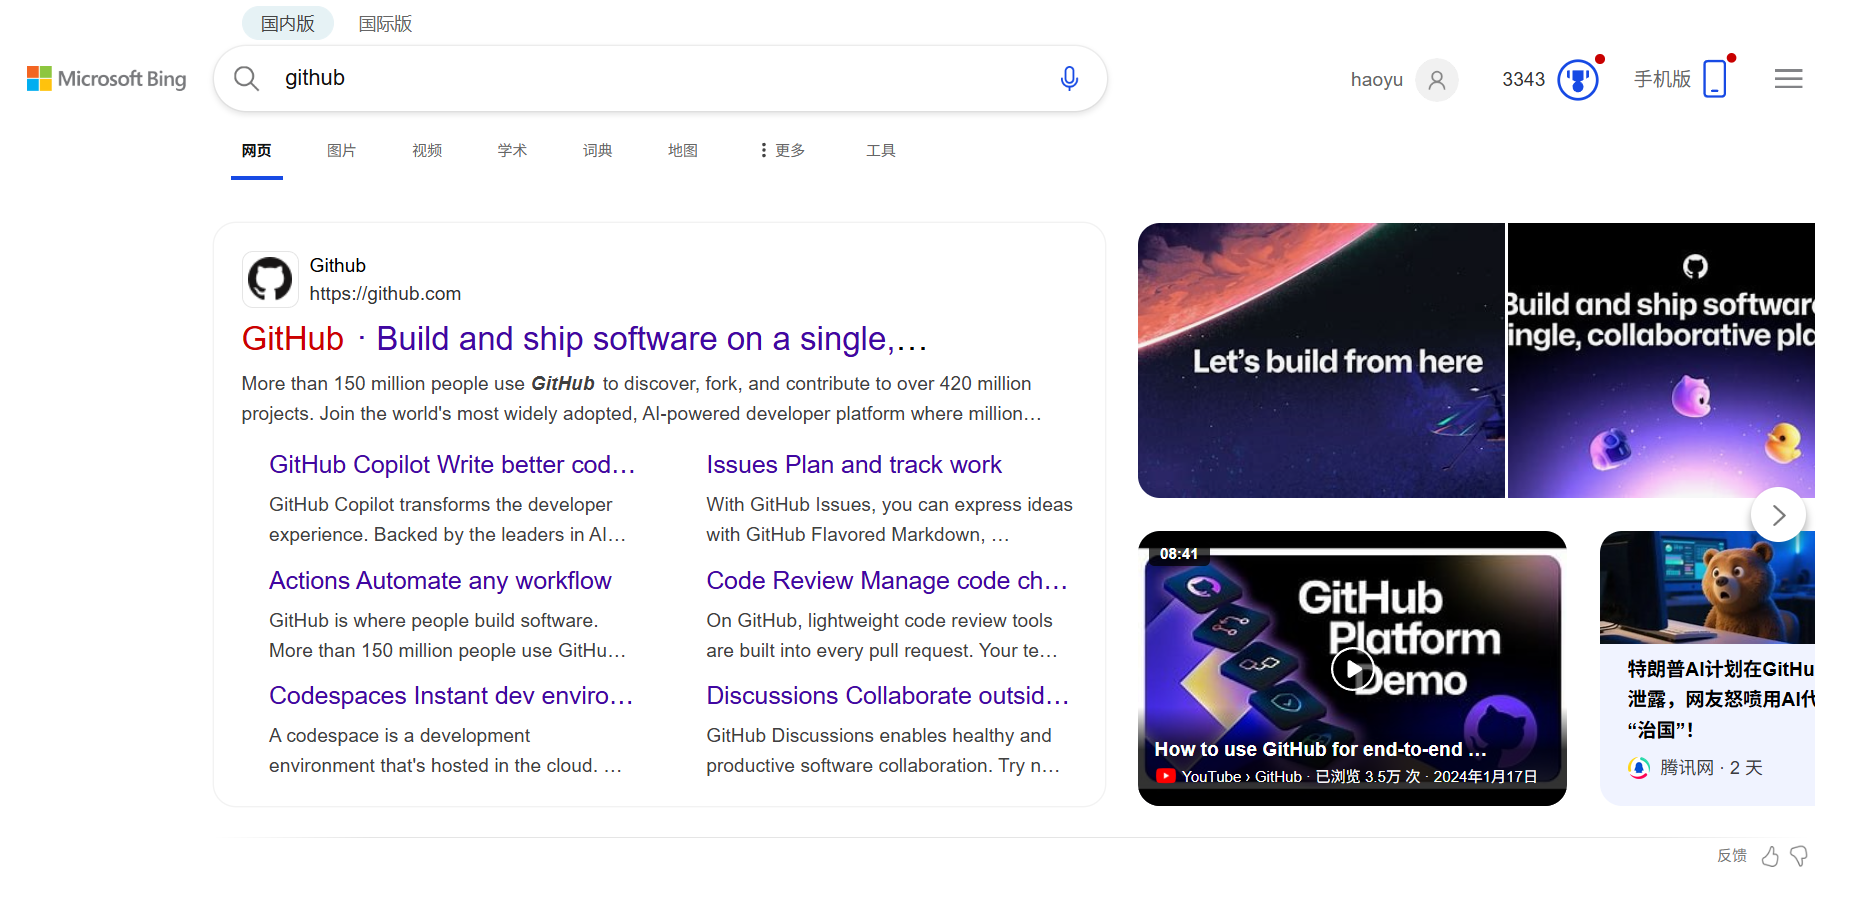 国内版
国际版
Microsoft Bing
github
haoyu
3343
手机版
网页
图片
视频
学术
词典
地图
更多
工具
Github
https://github.com
GitHub · Build and ship software on a single,…
More than 150 million people use GitHub to discover, fork, and contribute to over 420 million
projects. Join the world's most widely adopted, AI-powered developer platform where million…
GitHub Copilot Write better cod…
GitHub Copilot transforms the developer
experience. Backed by the leaders in AI…
Issues Plan and track work
With GitHub Issues, you can express ideas
with GitHub Flavored Markdown, …
Actions Automate any workflow
GitHub is where people build software.
More than 150 million people use GitHu…
Code Review Manage code ch…
On GitHub, lightweight code review tools
are built into every pull request. Your te…
Codespaces Instant dev enviro…
A codespace is a development
environment that's hosted in the cloud. …
Discussions Collaborate outsid…
GitHub Discussions enables healthy and
productive software collaboration. Try n…
Let's build from here
Build and ship software
ingle, collaborative pla
08:41
GitHub
Platform
Demo
How to use GitHub for end-to-end …
YouTube › GitHub · 已浏览 3.5万 次 · 2024年1月17日
特朗普AI计划在GitHu
泄露，网友怒喷用AI代
“治国”！
腾讯网 · 2 天
反馈